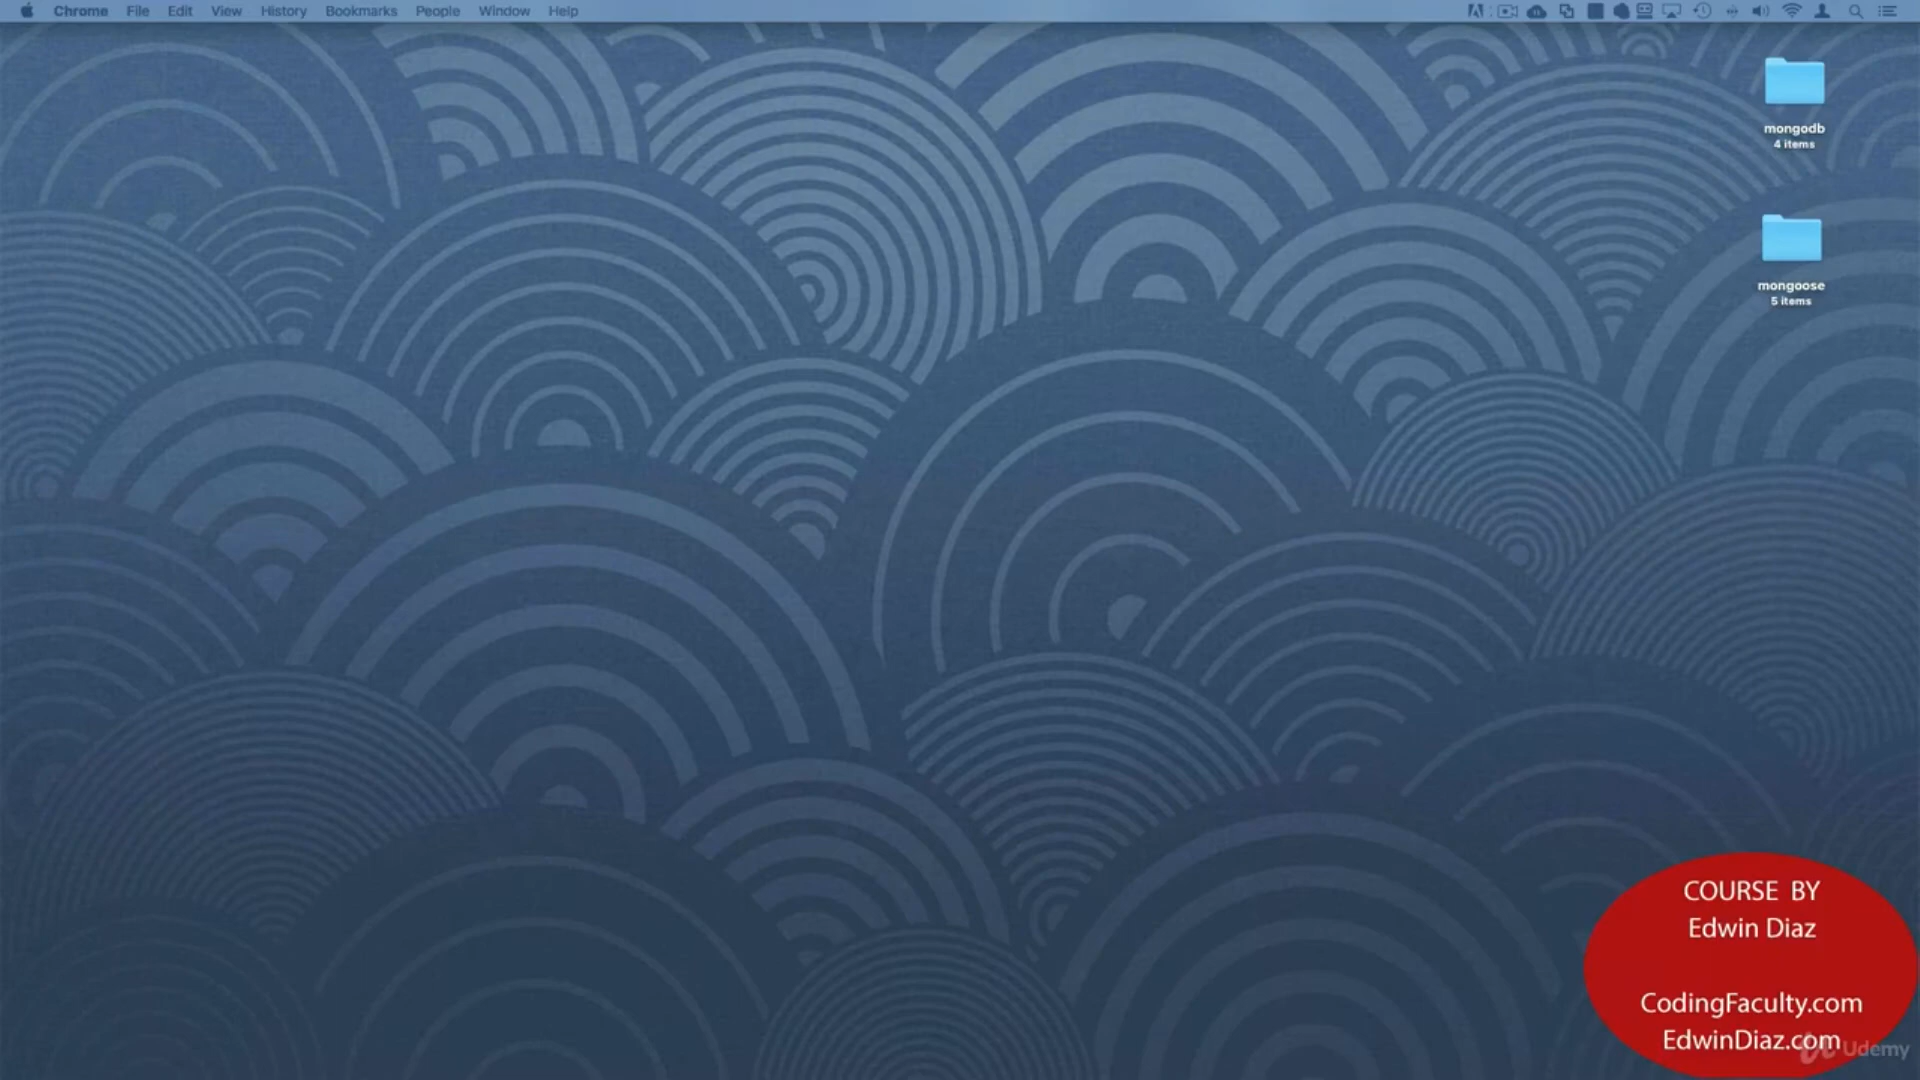 Chrome File Edit View History Bookmarks People Window Help
mongodb
4 items
mongoose
5 items
COURSE BY
Edwin Diaz
CodingFaculty.com
EdwinDiaz.com
Udemy